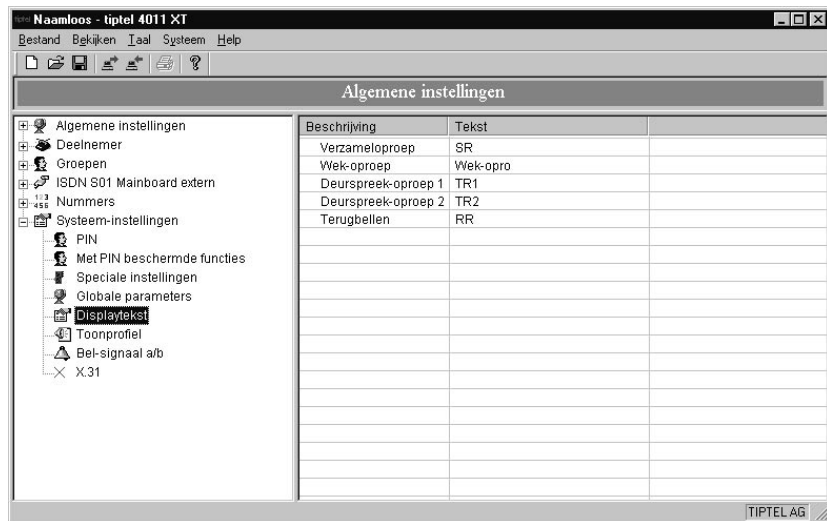 tiptel Naamloos - tiptel 4011 XT
Bestand Bekijken Taal Systeem Help
Algemene instellingen
Algemene instellingen
Deelnemer
Groepen
ISDN S01 Mainboard extern
Nummers
Systeem-instellingen
PIN
Met PIN beschermde functies
Speciale instellingen
Globale parameters
Displaytekst
Toonprofiel
Bel-signaal a/b
X.31
Beschrijving Tekst
Verzameloproep SR
Wek-oproep Wek-opro
Deurspreek-oproep 1 TR1
Deurspreek-oproep 2 TR2
Terugbellen RR
TIPTEL AG